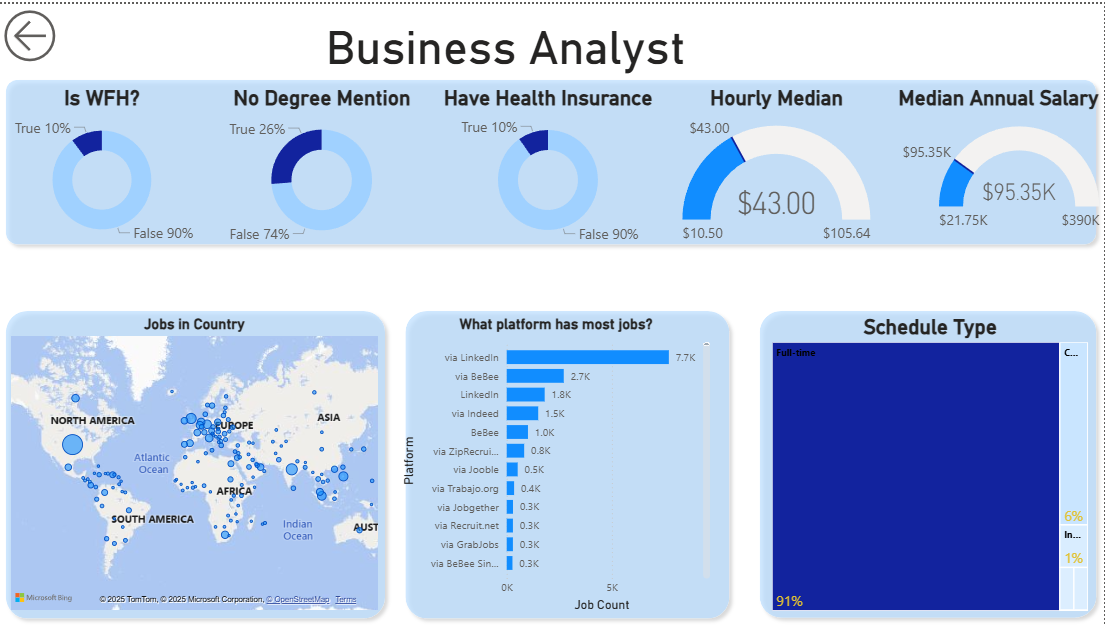 Business Analyst
Is WFH?
True 10%
False 90%
No Degree Mention
True 26%
False 74%
Have Health Insurance
True 10%
False 90%
Hourly Median
$43.00
$43.00
$10.50
$105.64
Median Annual Salary
$95.35K
$95.35K
$21.75K
$390K
Jobs in Country
NORTH AMERICA
EUROPE
ASIA
Atlantic
Ocean
AFRICA
SOUTH AMERICA
Indian
Ocean
AUST
Microsoft Bing
© 2025 TomTom, © 2025 Microsoft Corporation, © OpenStreetMap Terms
What platform has most jobs?
Platform
via LinkedIn 7.7K
via BeBee 2.7K
LinkedIn 1.8K
via Indeed 1.5K
BeBee 1.0K
via ZipRecrui... 0.8K
via Jooble 0.5K
via Trabajo.org 0.4K
via Jobgether 0.3K
via Recruit.net 0.3K
via GrabJobs 0.3K
via BeBee Sin... 0.3K
0K 5K
Job Count
Schedule Type
Full-time
91%
C...
6%
In...
1%